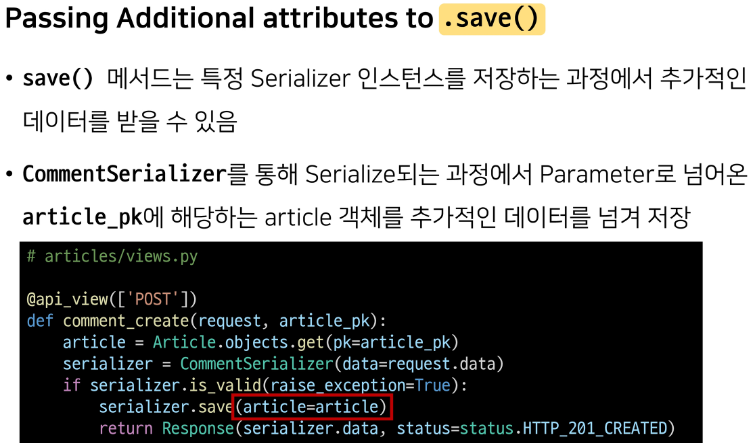 Passing Additional attributes to .save()
• save() 메서드는 특정 Serializer 인스턴스를 저장하는 과정에서 추가적인
데이터를 받을 수 있음
• CommentSerializer를 통해 Serialize되는 과정에서 Parameter로 넘어온
article_pk에 해당하는 article 객체를 추가적인 데이터를 넘겨 저장
# articles/views.py
@api_view(['POST'])
def comment_create(request, article_pk):
    article = Article.objects.get(pk=article_pk)
    serializer = CommentSerializer(data=request.data)
    if serializer.is_valid(raise_exception=True):
        serializer.save(article=article)
        return Response(serializer.data, status=status.HTTP_201_CREATED)